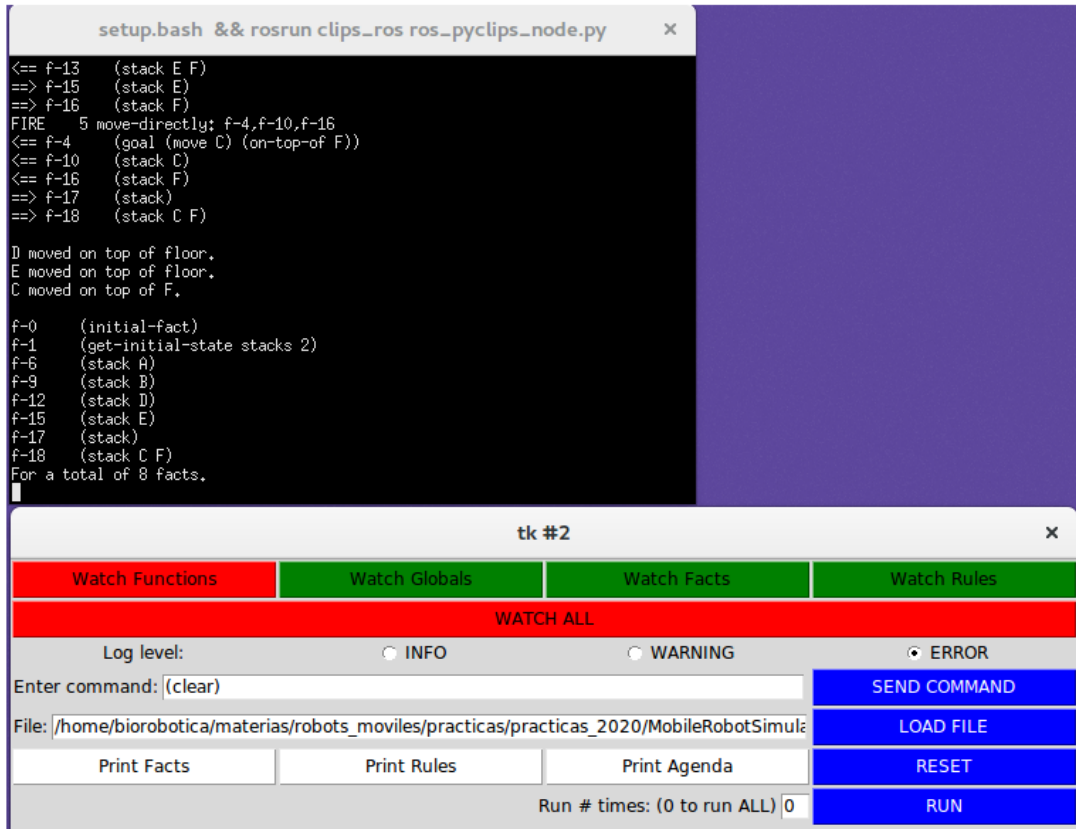 setup.bash && rosrun clips_ros ros_pyclips_node.py ×
<== f-13 (stack E F)
==> f-15 (stack E)
==> f-16 (stack F)
FIRE 5 move-directly: f-4,f-10,f-16
<== f-4 (goal (move C) (on-top-of F))
<== f-10 (stack C)
<== f-16 (stack F)
==> f-17 (stack)
==> f-18 (stack C F)
D moved on top of floor.
E moved on top of floor.
C moved on top of F.
f-0 (initial-fact)
f-1 (get-initial-state stacks 2)
f-6 (stack A)
f-9 (stack B)
f-12 (stack D)
f-15 (stack E)
f-17 (stack)
f-18 (stack C F)
For a total of 8 facts.
tk #2 ×
Watch Functions Watch Globals Watch Facts Watch Rules
WATCH ALL
Log level: INFO WARNING ERROR
Enter command: (clear) SEND COMMAND
File: /home/biorobotica/materias/robots_moviles/practicas/practicas_2020/MobileRobotSimula LOAD FILE
Print Facts Print Rules Print Agenda RESET
Run # times: (0 to run ALL) 0 RUN